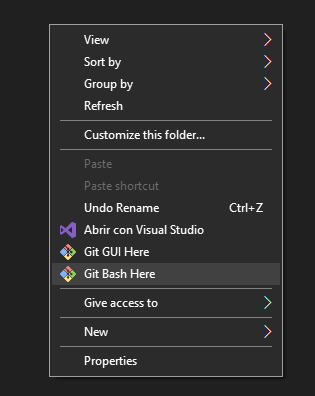 View
Sort by
Group by
Refresh
Customize this folder...
Paste
Paste shortcut
Undo Rename Ctrl+Z
Abrir con Visual Studio
Git GUI Here
Git Bash Here
Give access to
New
Properties